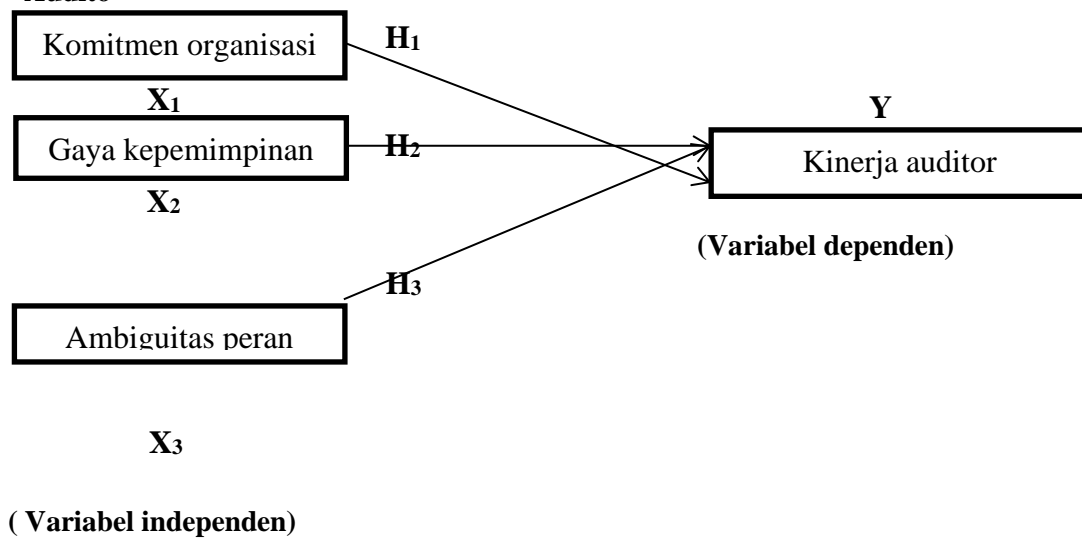 Komitmen organisasi
H1
X1
Y
Gaya kepemimpinan
H2
Kinerja auditor
X2
(Variabel dependen)
H3
Ambiguitas peran
X3
( Variabel independen)